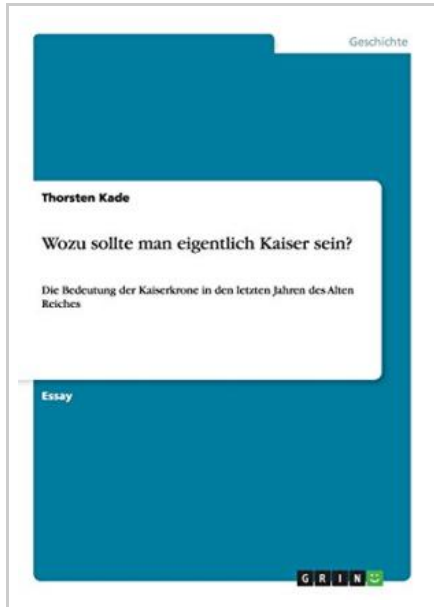 Geschichte
Thorsten Kade
Wozu sollte man eigentlich Kaiser sein?
Die Bedeutung der Kaiserkrone in den letzten Jahren des Alten
Reiches
Essay
GRIN